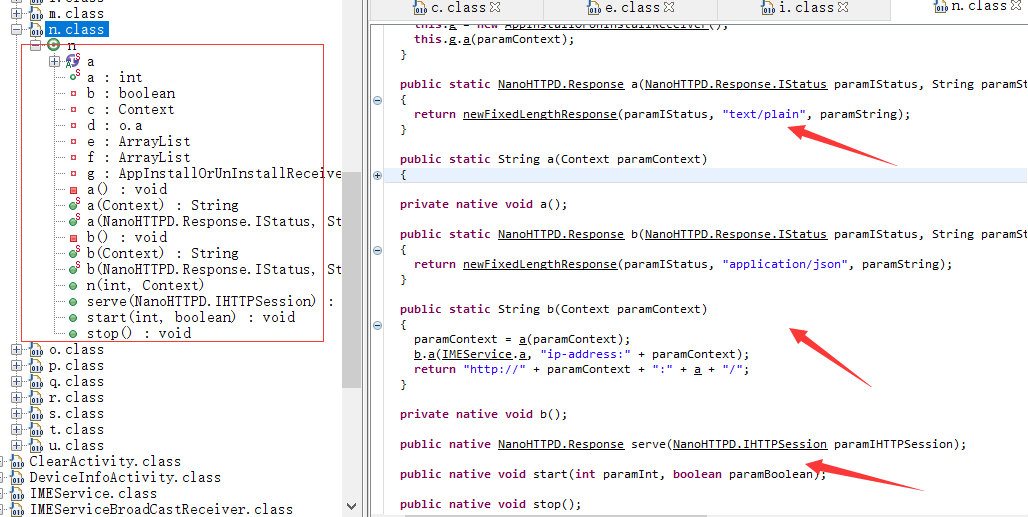 l.class
m.class
n.class
n
a
a : int
b : boolean
c : Context
d : o.a
e : ArrayList
f : ArrayList
g : AppInstallOrUnInstallReceive
a() : void
a(Context) : String
a(NanoHTTPD.Response.IStatus, St
b() : void
b(Context) : String
b(NanoHTTPD.Response.IStatus, St
n(int, Context)
serve(NanoHTTPD.IHTTPSession) :
start(int, boolean) : void
stop() : void
o.class
p.class
q.class
r.class
s.class
t.class
u.class
ClearActivity.class
DeviceInfoActivity.class
IMEService.class
IMEServiceBroadCastReceiver.class
c.class
e.class
i.class
n.class
this.g = new AppInstallOrUnInstallReceiver();
this.g.a(paramContext);
}
public static NanoHTTPD.Response a(NanoHTTPD.Response.IStatus paramIStatus, String paramSt
{
return newFixedLengthResponse(paramIStatus, "text/plain", paramString);
}
public static String a(Context paramContext)
{
private native void a();
public static NanoHTTPD.Response b(NanoHTTPD.Response.IStatus paramIStatus, String paramSt
{
return newFixedLengthResponse(paramIStatus, "application/json", paramString);
}
public static String b(Context paramContext)
{
paramContext = a(paramContext);
b.a(IMEService.a, "ip-address:" + paramContext);
return "http://" + paramContext + ":" + a + "/";
}
private native void b();
public native NanoHTTPD.Response serve(NanoHTTPD.IHTTPSession paramIHTTPSession);
public native void start(int paramInt, boolean paramBoolean);
public native void stop();